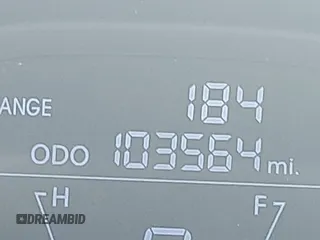 184
ANGE
ODO 103564 mi.
H F
DREAMBID